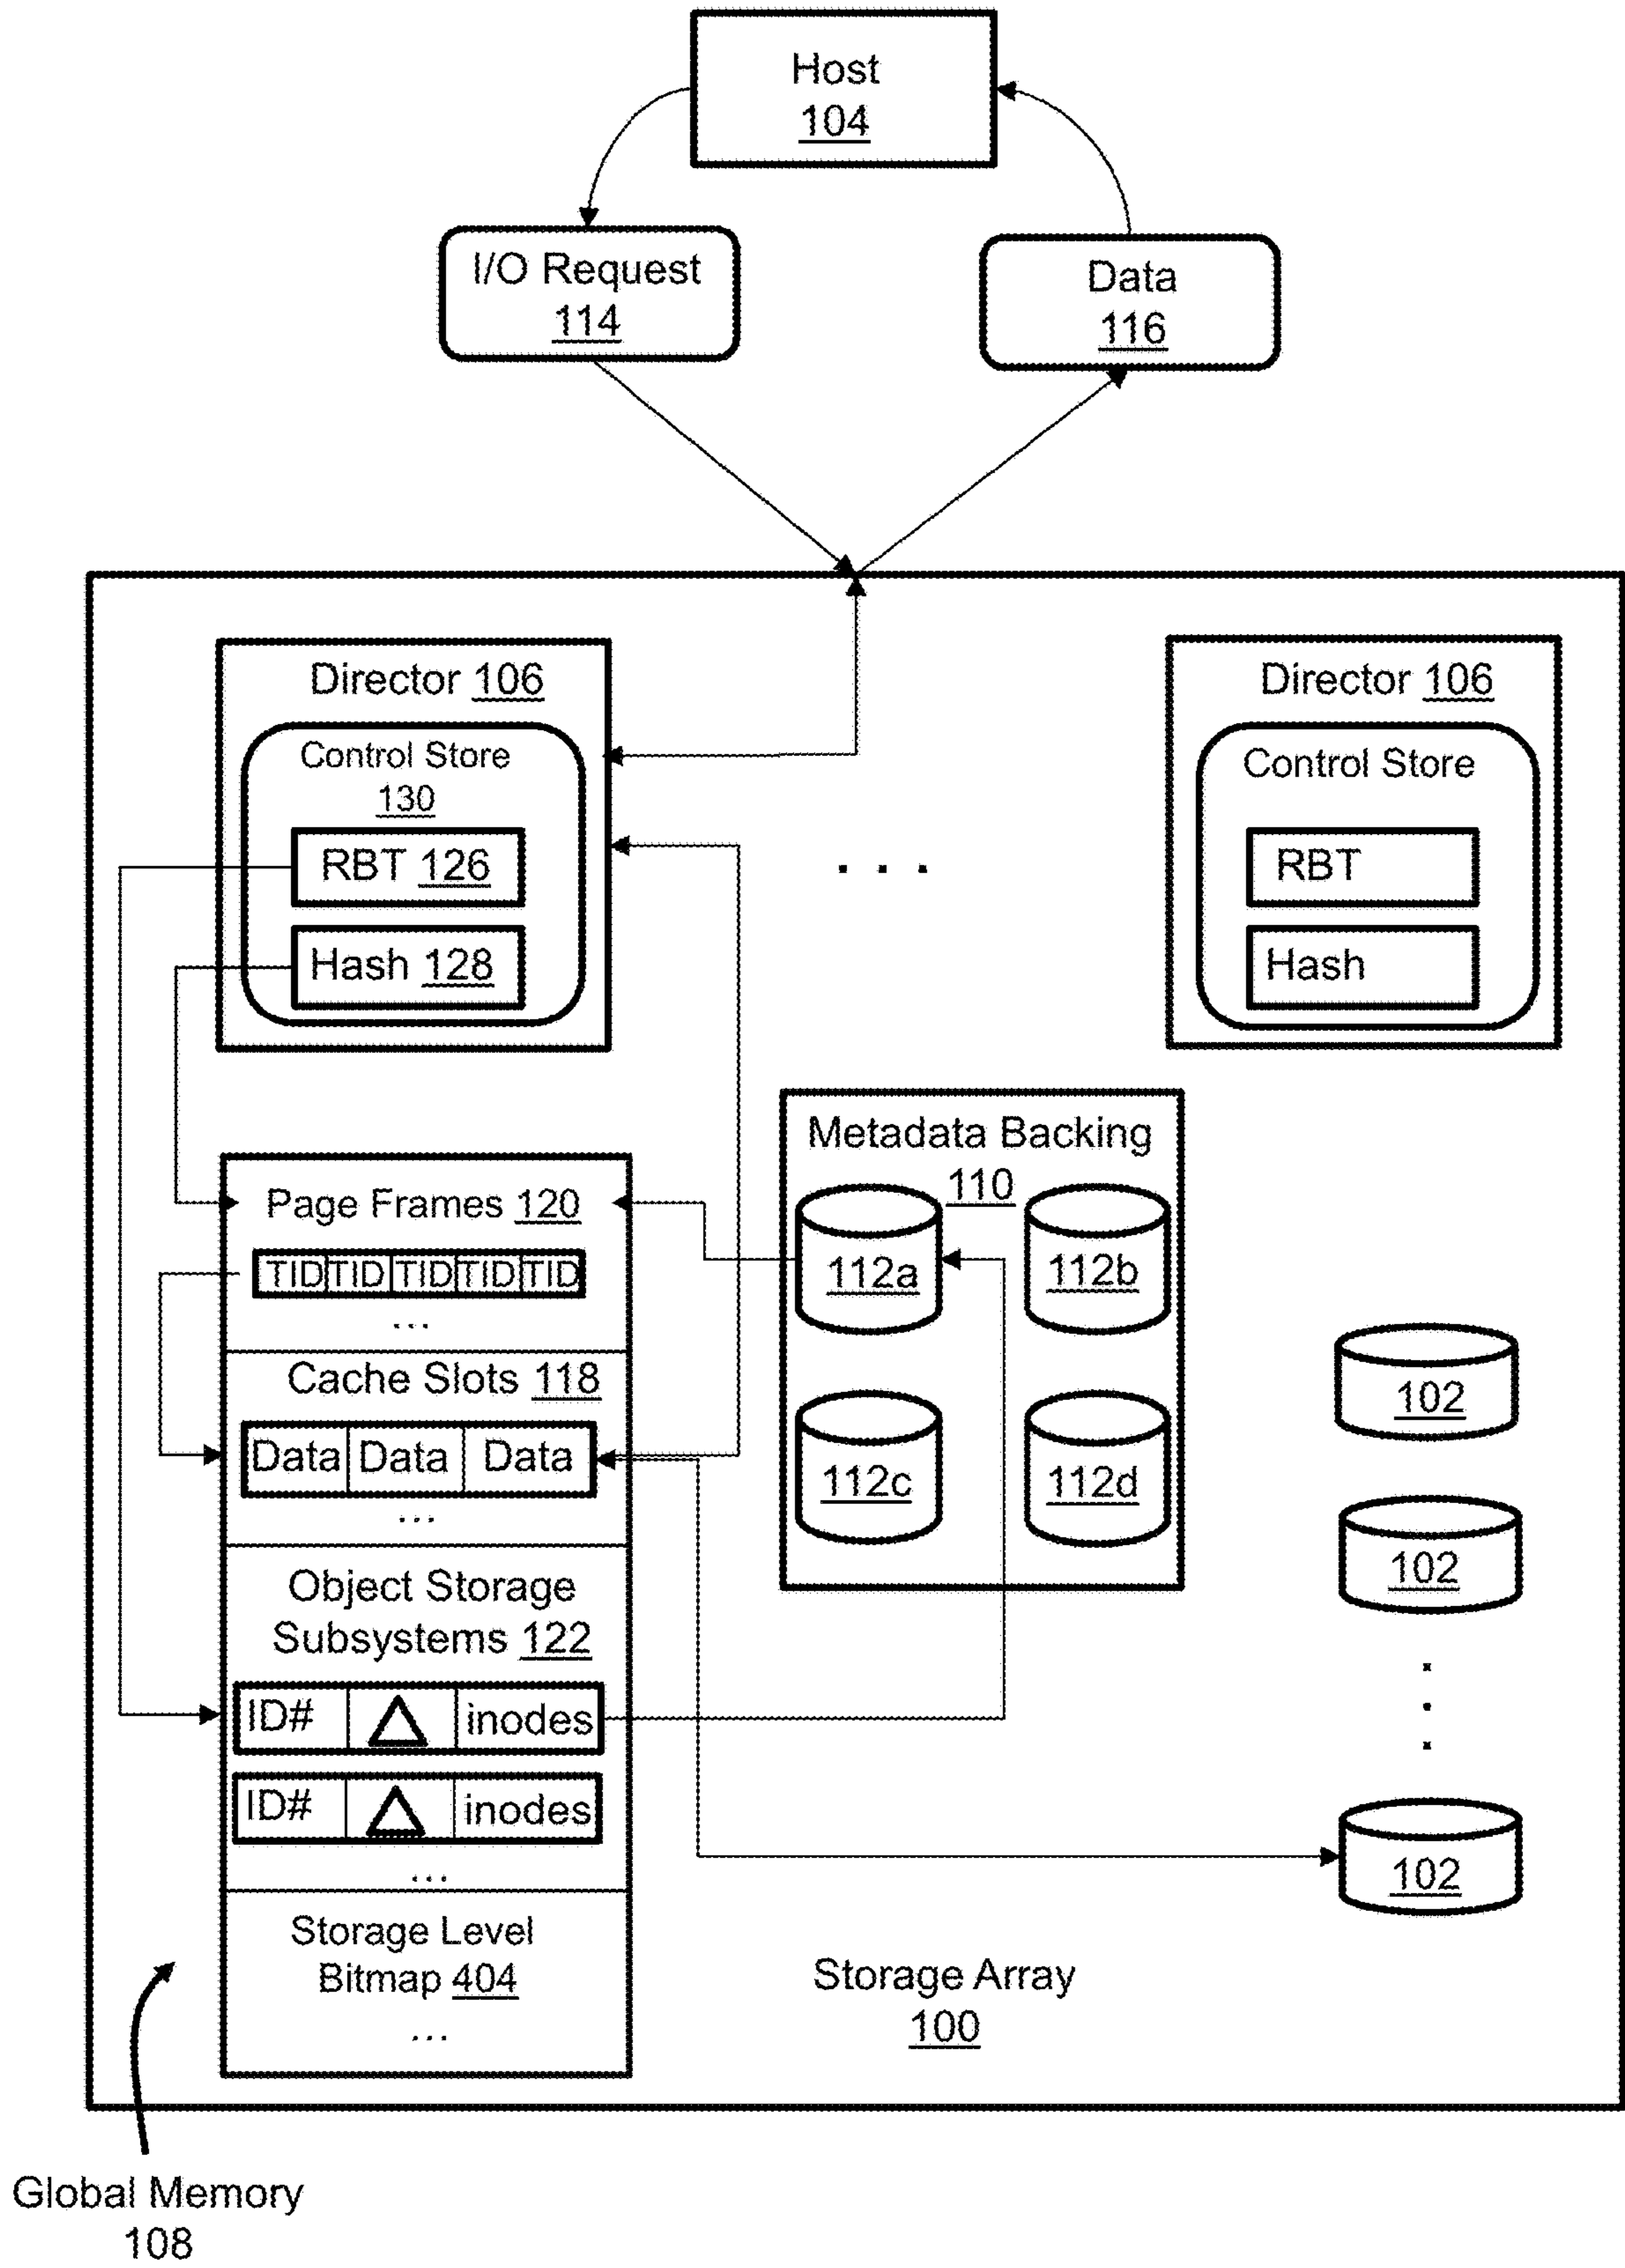 Host
104
I/O Request
114
Data
116
Director 106
Control Store
130
RBT 126
Hash 128
. . .
Director 106
Control Store
RBT
Hash
Page Frames 120
TID TID TID TID TID
...
Cache Slots 118
Data Data Data
...
Object Storage
Subsystems 122
ID# inodes
ID# inodes
...
Storage Level
Bitmap 404
...
Metadata Backing
110
112a
112b
112c
112d
102
102
102
Storage Array
100
Global Memory
108